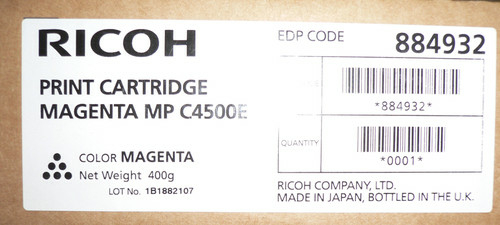 RICOH
PRINT CARTRIDGE
MAGENTA MP C4500E
COLOR MAGENTA
Net Weight 400g
LOT No. 1B1882107
EDP CODE 884932
*884932*
QUANTITY
*0001*
RICOH COMPANY, LTD.
MADE IN JAPAN, BOTTLED IN THE U.K.